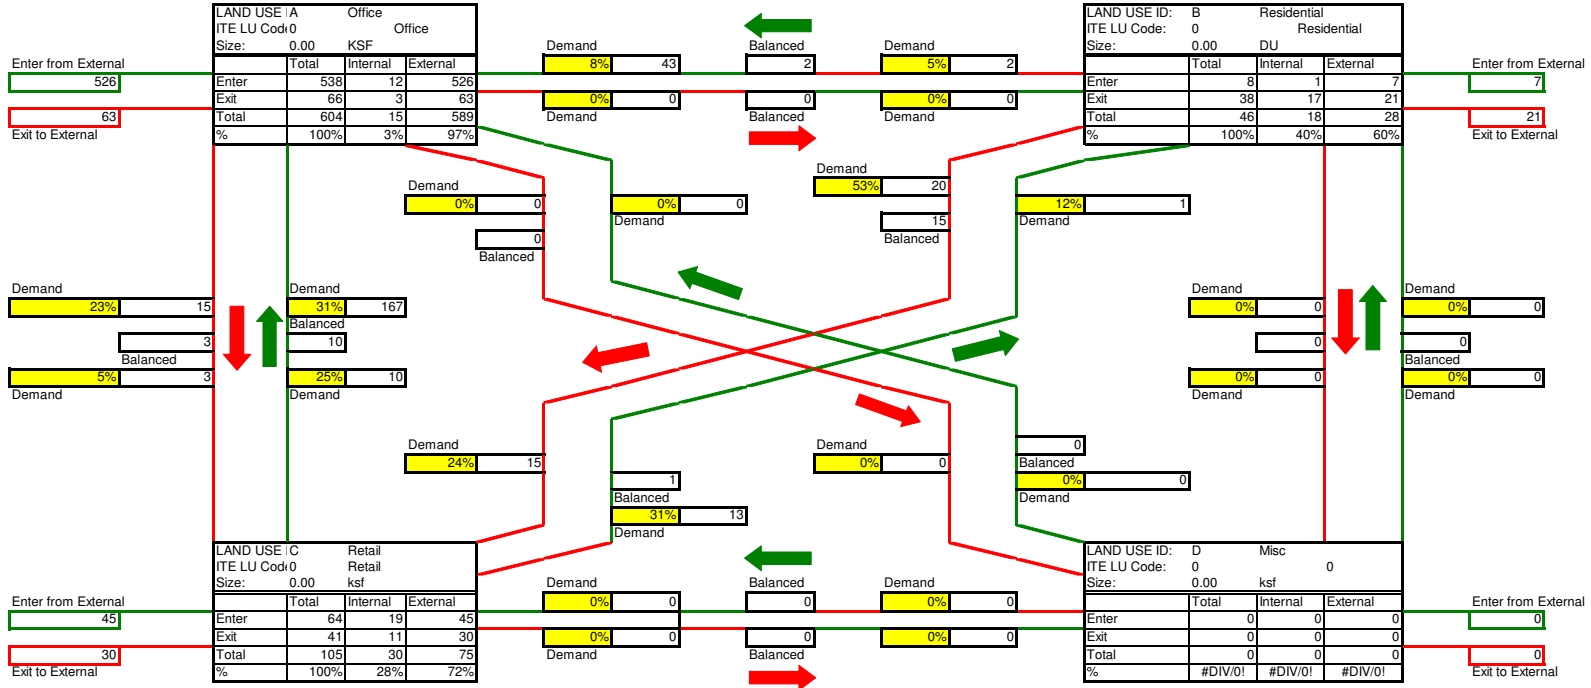 LAND USE I A Office
ITE LU Code 0 Office
Size: 0.00 KSF
Total Internal External
Enter 538 12 526
Exit 66 3 63
Total 604 15 589
% 100% 3% 97%
Enter from External
526
63
Exit to External
Demand Balanced Demand
8% 43 2 5% 2
0% 0 0 0% 0
Demand Balanced Demand
LAND USE ID: B Residential
ITE LU Code: 0 Residential
Size: 0.00 DU
Total Internal External
Enter 8 1 7
Exit 38 17 21
Total 46 18 28
% 100% 40% 60%
Enter from External
7
21
Exit to External
Demand
0% 0
0
Balanced
0% 0
Demand
Demand
53% 20
15
Balanced
12% 1
Demand
Demand
23% 15
3
Balanced
5% 3
Demand
Demand
31% 167
Balanced
10
25% 10
Demand
Demand
0% 0
0
0% 0
Demand
Demand
0% 0
0
Balanced
0% 0
Demand
Demand
24% 15
1
Balanced
31% 13
Demand
Demand
0% 0
0
Balanced
0% 0
Demand
LAND USE I C Retail
ITE LU Code 0 Retail
Size: 0.00 ksf
Total Internal External
Enter 64 19 45
Exit 41 11 30
Total 105 30 75
% 100% 28% 72%
Enter from External
45
30
Exit to External
Demand Balanced Demand
0% 0 0 0% 0
0% 0 0 0% 0
Demand Balanced Demand
LAND USE ID: D Misc
ITE LU Code: 0 0
Size: 0.00 ksf
Total Internal External
Enter 0 0 0
Exit 0 0 0
Total 0 0 0
% #DIV/0! #DIV/0! #DIV/0!
Enter from External
0
0
Exit to External